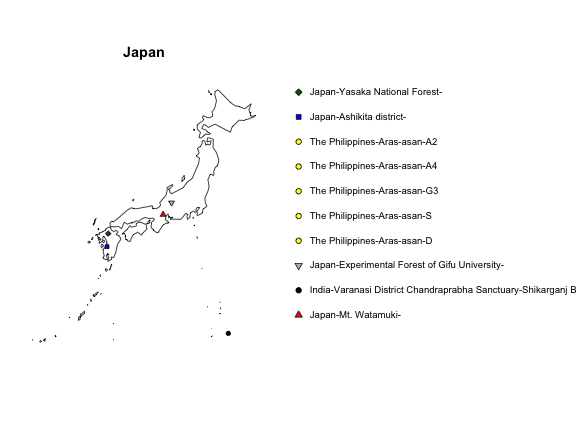 Japan
Japan-Yasaka National Forest-
Japan-Ashikita district-
The Philippines-Aras-asan-A2
The Philippines-Aras-asan-A4
The Philippines-Aras-asan-G3
The Philippines-Aras-asan-S
The Philippines-Aras-asan-D
Japan-Experimental Forest of Gifu University-
India-Varanasi District Chandraprabha Sanctuary-Shikarganj B
Japan-Mt. Watamuki-